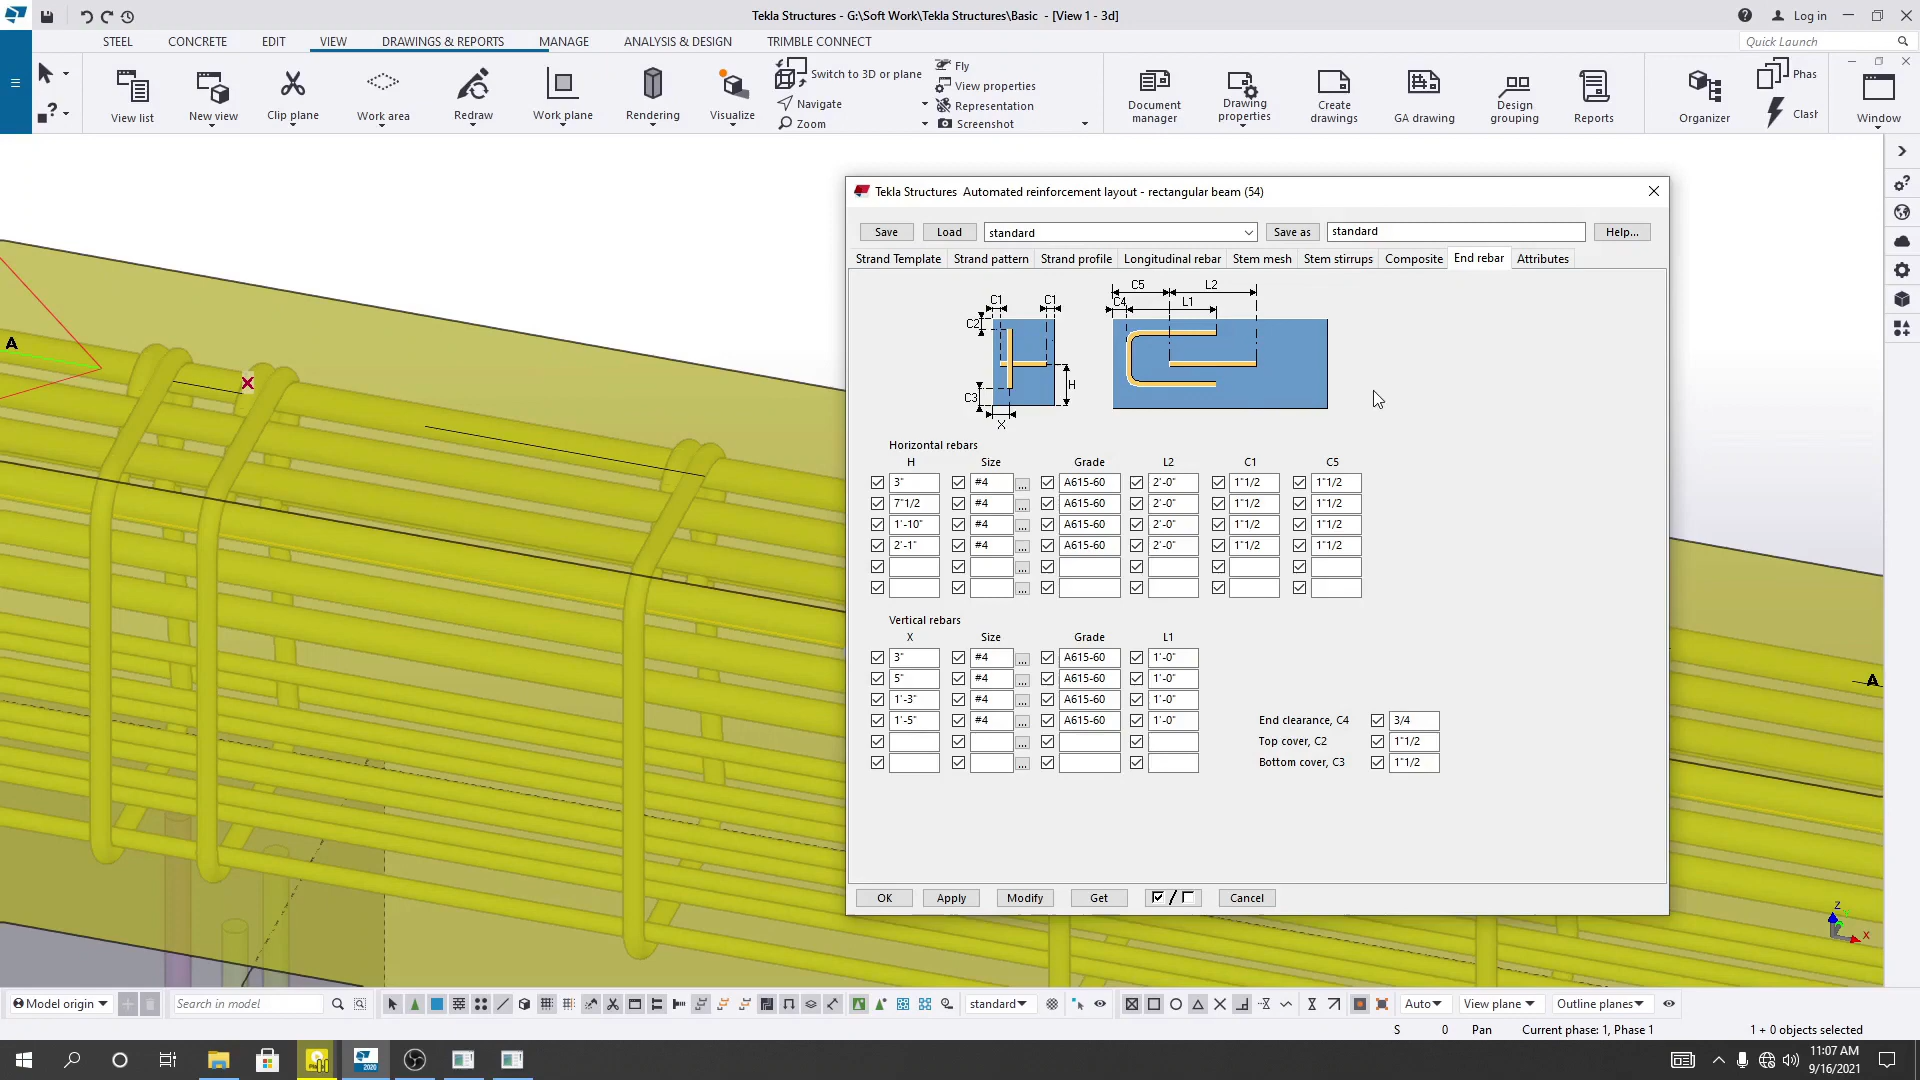 Tekla Structures - G:\Soft Work\Tekla Structures\Basic - [View 1 - 3d]
Log in
STEEL CONCRETE EDIT VIEW DRAWINGS & REPORTS MANAGE ANALYSIS & DESIGN TRIMBLE CONNECT
Quick Launch
View list
New view
Clip plane
Work area
Redraw
Work plane
Rendering
Visualize
Switch to 3D or plane
Navigate
Zoom
Fly
View properties
Representation
Screenshot
Document manager
Drawing properties
Create drawings
GA drawing
Design grouping
Reports
Organizer
Phas
Clash
Window
Tekla Structures Automated reinforcement layout - rectangular beam (54)
Save Load standard Save as standard Help...
Strand Template Strand pattern Strand profile Longitudinal rebar Stem mesh Stem stirrups Composite End rebar Attributes
C1 C1 C2 H C3 X
C5 L2 C4 L1
Horizontal rebars
H Size Grade L2 C1 C5
3" #4 ... A615-60 2'-0" 1"1/2 1"1/2
7"1/2 #4 ... A615-60 2'-0" 1"1/2 1"1/2
1'-10" #4 ... A615-60 2'-0" 1"1/2 1"1/2
2'-1" #4 ... A615-60 2'-0" 1"1/2 1"1/2
...
...
Vertical rebars
X Size Grade L1
3" #4 ... A615-60 1'-0"
5" #4 ... A615-60 1'-0"
1'-3" #4 ... A615-60 1'-0"
1'-5" #4 ... A615-60 1'-0"
...
...
End clearance, C4 3/4
Top cover, C2 1"1/2
Bottom cover, C3 1"1/2
OK Apply Modify Get / Cancel
A
A
Z
X
Model origin Search in model standard Auto View plane Outline planes
S 0 Pan Current phase: 1, Phase 1 1 + 0 objects selected
2020
11:07 AM
9/16/2021